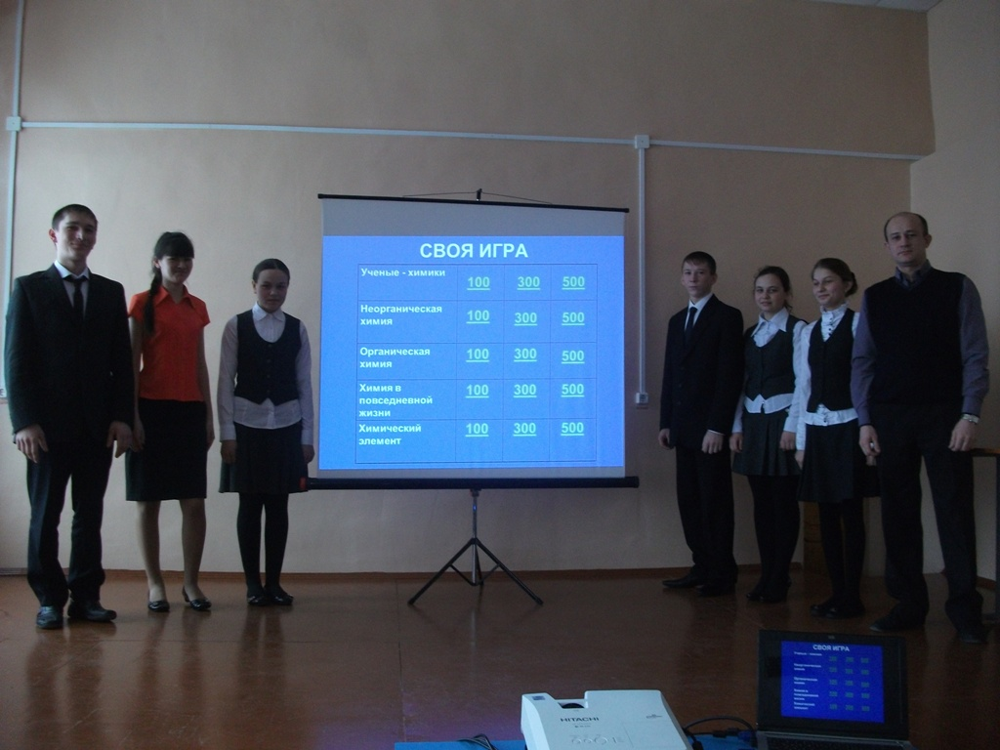 СВОЯ ИГРА
Ученые - химики 100 300 500
Неорганическая
химия 100 300 500
Органическая
химия 100 300 500
Химия в
повседневной
жизни 100 300 500
Химический
элемент 100 300 500
HITACHI
СВОЯ ИГРА